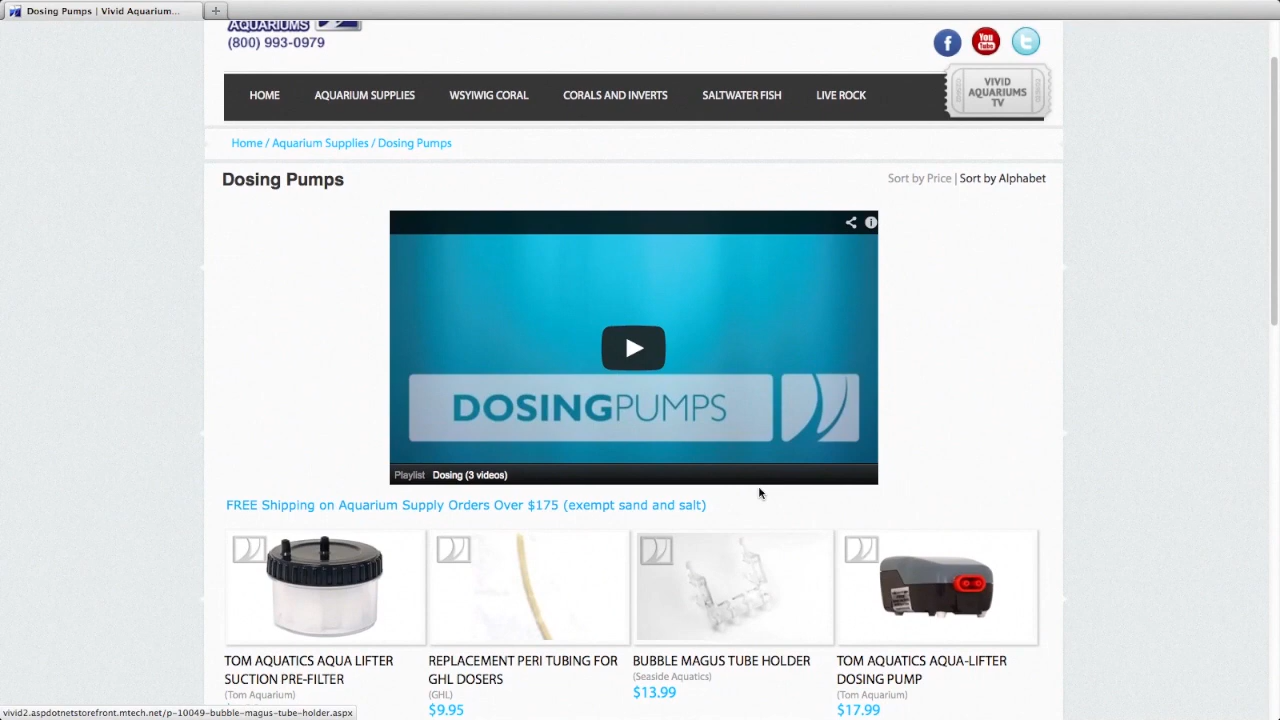 Dosing Pumps | Vivid Aquarium...
AQUARIUMS
(800) 993-0979
You
Tube
HOME AQUARIUM SUPPLIES WSYIWIG CORAL CORALS AND INVERTS SALTWATER FISH LIVE ROCK
VIVID
AQUARIUMS
TV
Home / Aquarium Supplies / Dosing Pumps
Dosing Pumps
Sort by Price | Sort by Alphabet
DOSINGPUMPS
Playlist Dosing (3 videos)
FREE Shipping on Aquarium Supply Orders Over $175 (exempt sand and salt)
TOM AQUATICS AQUA LIFTER
SUCTION PRE-FILTER
(Tom Aquarium)
REPLACEMENT PERI TUBING FOR
GHL DOSERS
(GHL)
$9.95
BUBBLE MAGUS TUBE HOLDER
(Seaside Aquatics)
$13.99
TOM AQUATICS AQUA-LIFTER
DOSING PUMP
(Tom Aquarium)
$17.99
vivid2.aspdotnetstorefront.mtech.net/p-10049-bubble-magus-tube-holder.aspx